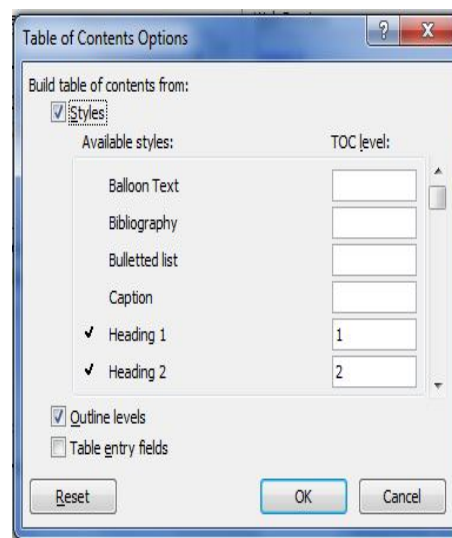 Table of Contents Options
Build table of contents from:
Styles
Available styles: TOC level:
Balloon Text
Bibliography
Bulletted list
Caption
Heading 1 1
Heading 2 2
Outline levels
Table entry fields
Reset OK Cancel